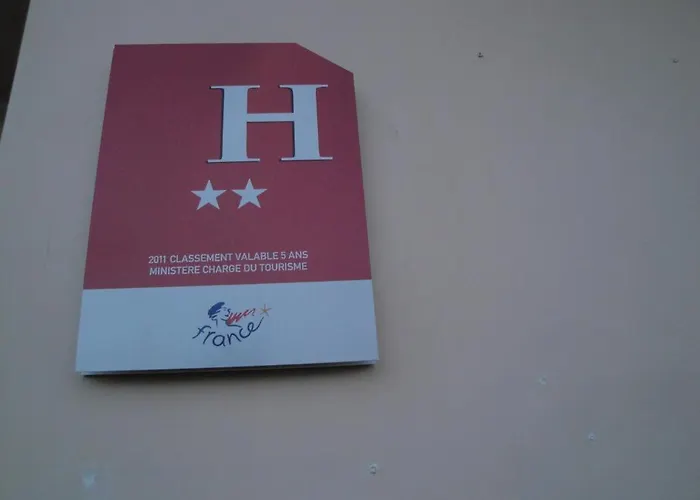 H
2011 CLASSEMENT VALABLE 5 ANS
MINISTERE CHARGE DU TOURISME
france